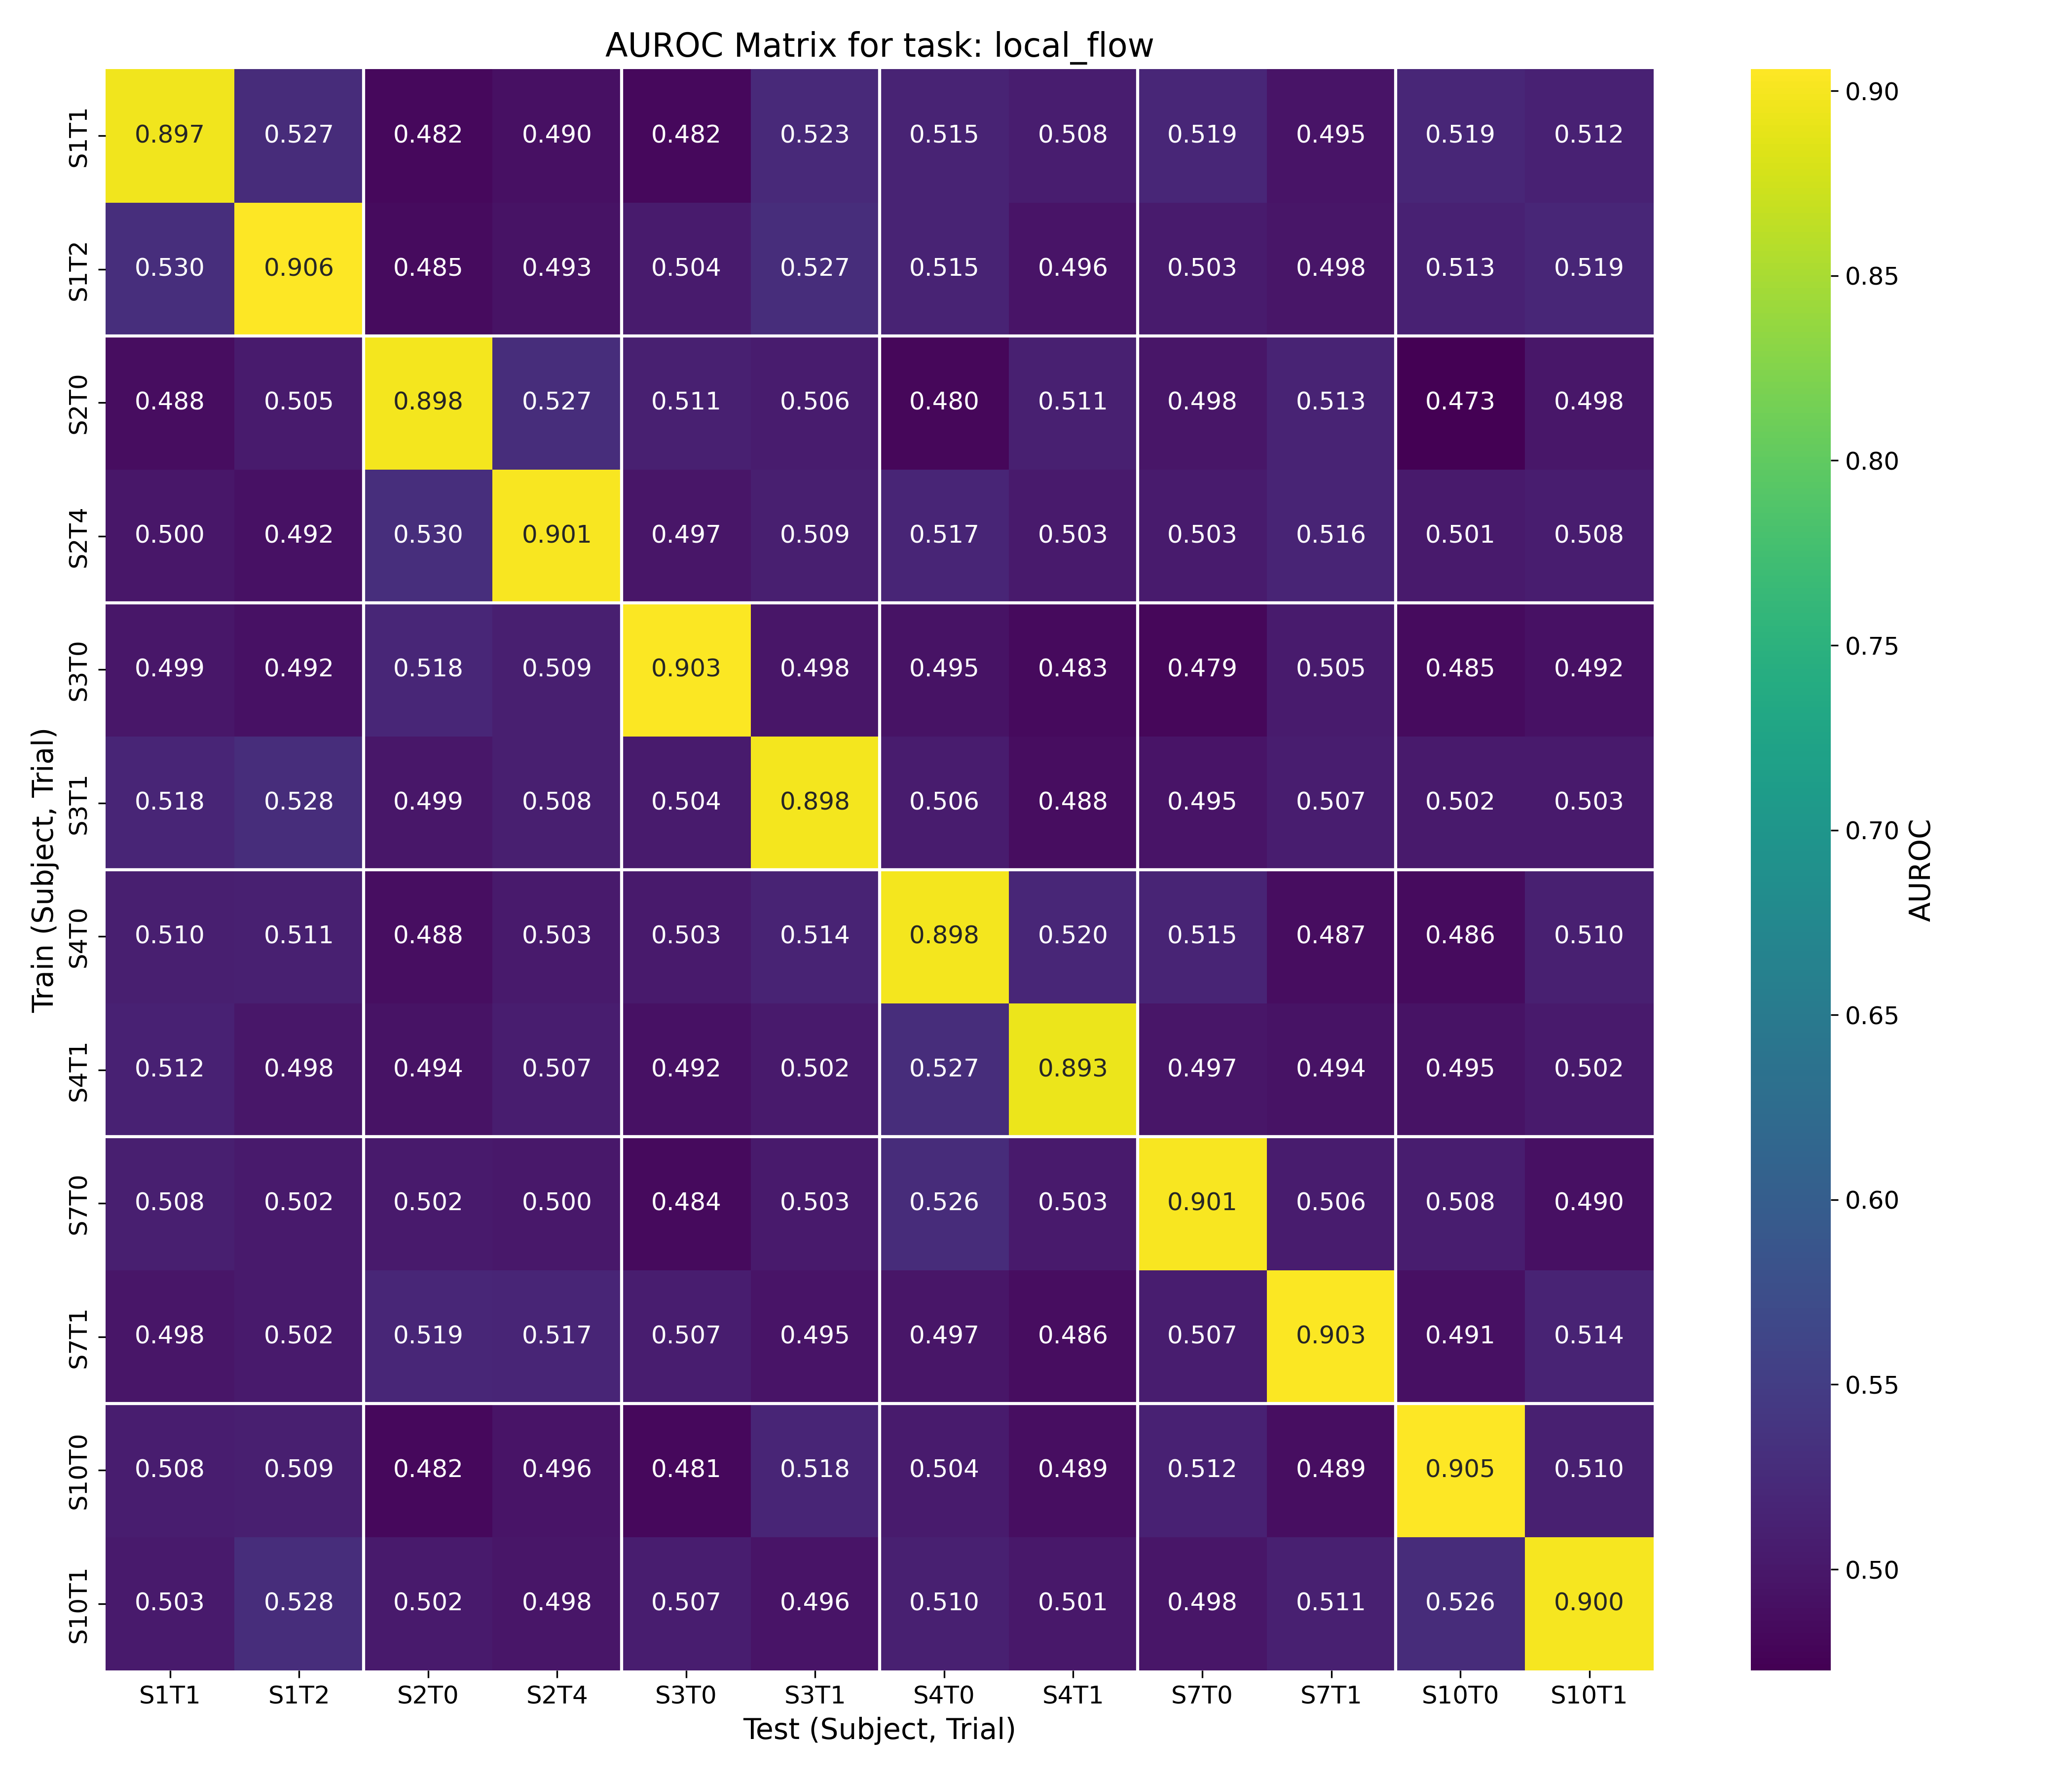 AUROC Matrix for task: local_flow
Train (Subject, Trial)
S1T1 0.897 0.527 0.482 0.490 0.482 0.523 0.515 0.508 0.519 0.495 0.519 0.512
S1T2 0.530 0.906 0.485 0.493 0.504 0.527 0.515 0.496 0.503 0.498 0.513 0.519
S2T0 0.488 0.505 0.898 0.527 0.511 0.506 0.480 0.511 0.498 0.513 0.473 0.498
S2T4 0.500 0.492 0.530 0.901 0.497 0.509 0.517 0.503 0.503 0.516 0.501 0.508
S3T0 0.499 0.492 0.518 0.509 0.903 0.498 0.495 0.483 0.479 0.505 0.485 0.492
S3T1 0.518 0.528 0.499 0.508 0.504 0.898 0.506 0.488 0.495 0.507 0.502 0.503
S4T0 0.510 0.511 0.488 0.503 0.503 0.514 0.898 0.520 0.515 0.487 0.486 0.510
S4T1 0.512 0.498 0.494 0.507 0.492 0.502 0.527 0.893 0.497 0.494 0.495 0.502
S7T0 0.508 0.502 0.502 0.500 0.484 0.503 0.526 0.503 0.901 0.506 0.508 0.490
S7T1 0.498 0.502 0.519 0.517 0.507 0.495 0.497 0.486 0.507 0.903 0.491 0.514
S10T0 0.508 0.509 0.482 0.496 0.481 0.518 0.504 0.489 0.512 0.489 0.905 0.510
S10T1 0.503 0.528 0.502 0.498 0.507 0.496 0.510 0.501 0.498 0.511 0.526 0.900
S1T1 S1T2 S2T0 S2T4 S3T0 S3T1 S4T0 S4T1 S7T0 S7T1 S10T0 S10T1
Test (Subject, Trial)
0.90
0.85
0.80
0.75
0.70
0.65
0.60
0.55
0.50
AUROC